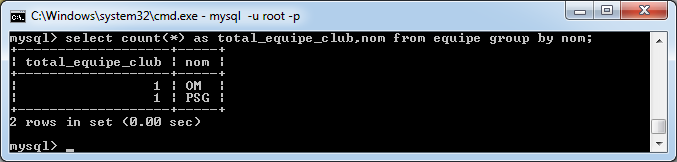 C:\Windows\system32\cmd.exe - mysql -u root -p
mysql> select count(*) as total_equipe_club,nom from equipe group by nom;
+-------------------+-----+
| total_equipe_club | nom |
+-------------------+-----+
|                 1 | OM  |
|                 1 | PSG |
+-------------------+-----+
2 rows in set (0.00 sec)
mysql> _